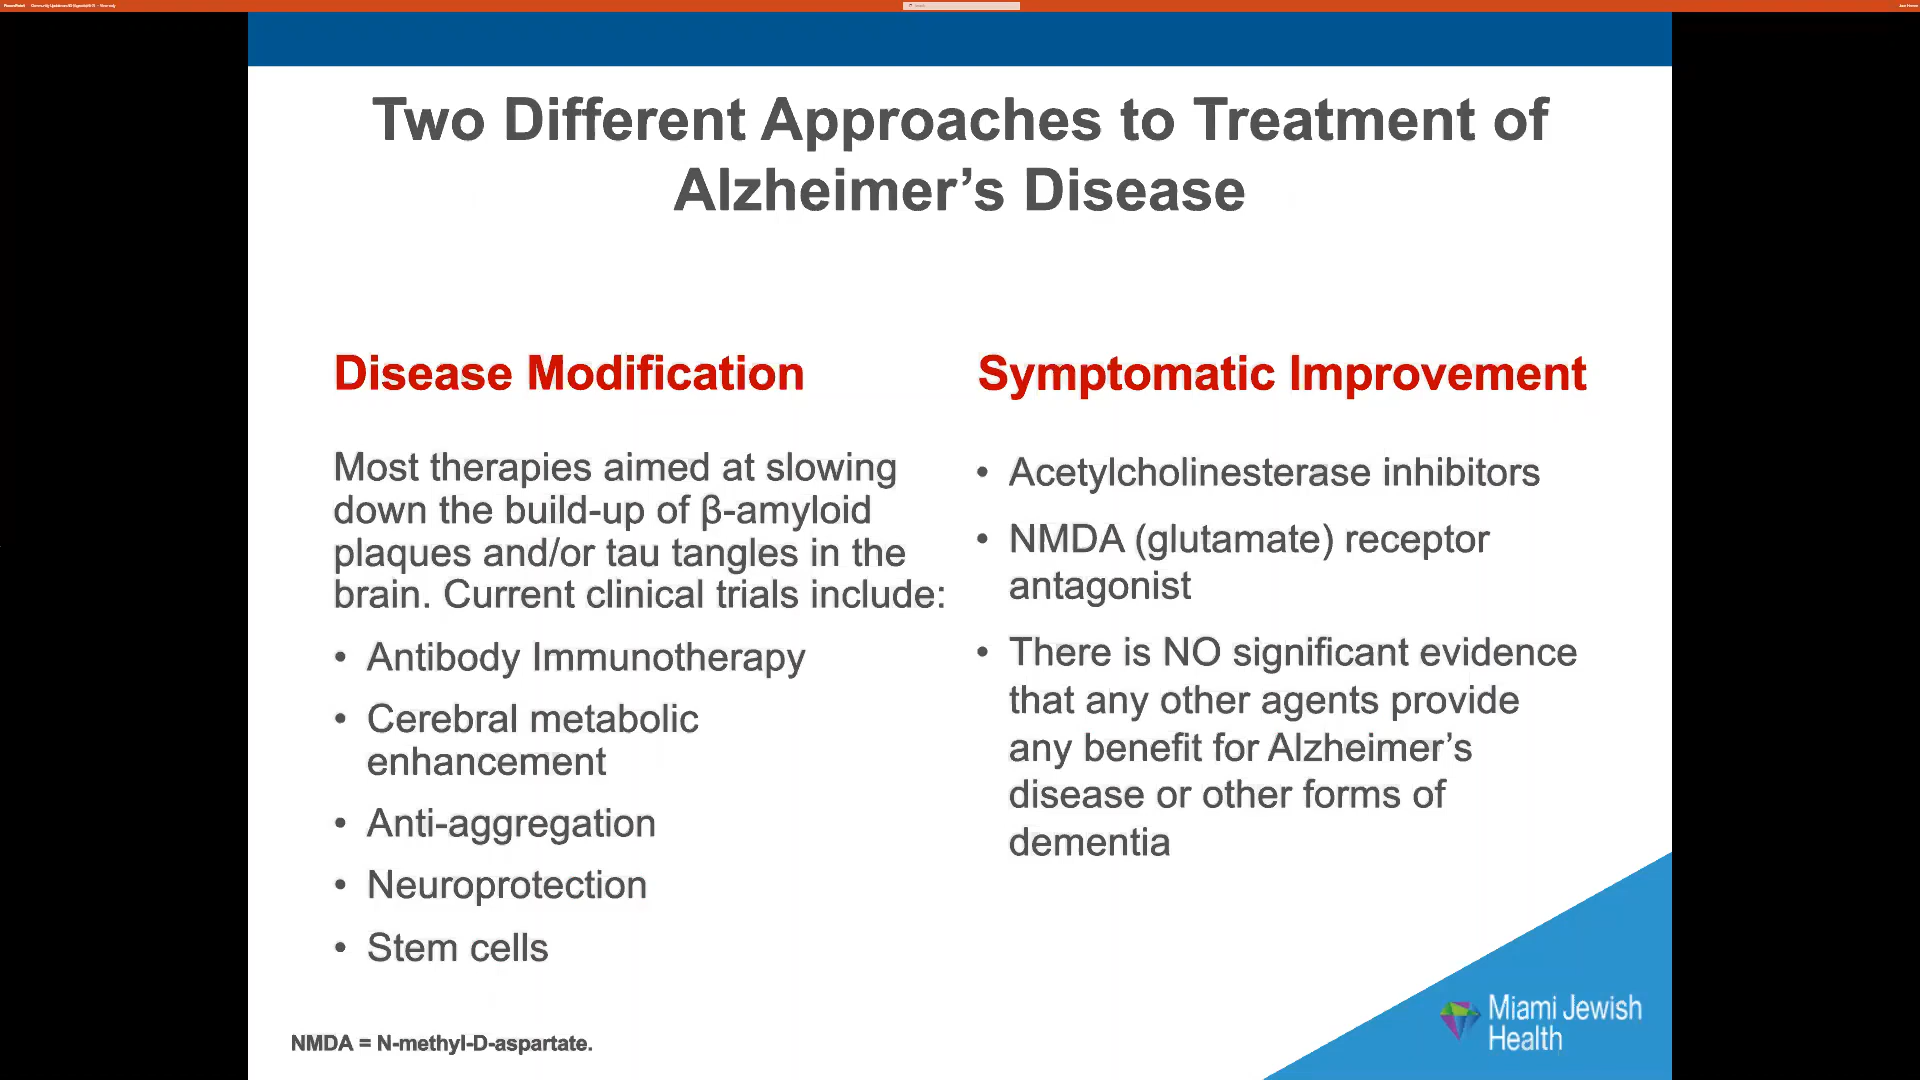 Two Different Approaches to Treatment of
Alzheimer’s Disease
Disease Modification
Most therapies aimed at slowing
down the build-up of β-amyloid
plaques and/or tau tangles in the
brain. Current clinical trials include:
• Antibody Immunotherapy
• Cerebral metabolic
enhancement
• Anti-aggregation
• Neuroprotection
• Stem cells
Symptomatic Improvement
• Acetylcholinesterase inhibitors
• NMDA (glutamate) receptor
antagonist
• There is NO significant evidence
that any other agents provide
any benefit for Alzheimer’s
disease or other forms of
dementia
NMDA = N-methyl-D-aspartate.
Miami Jewish
Health